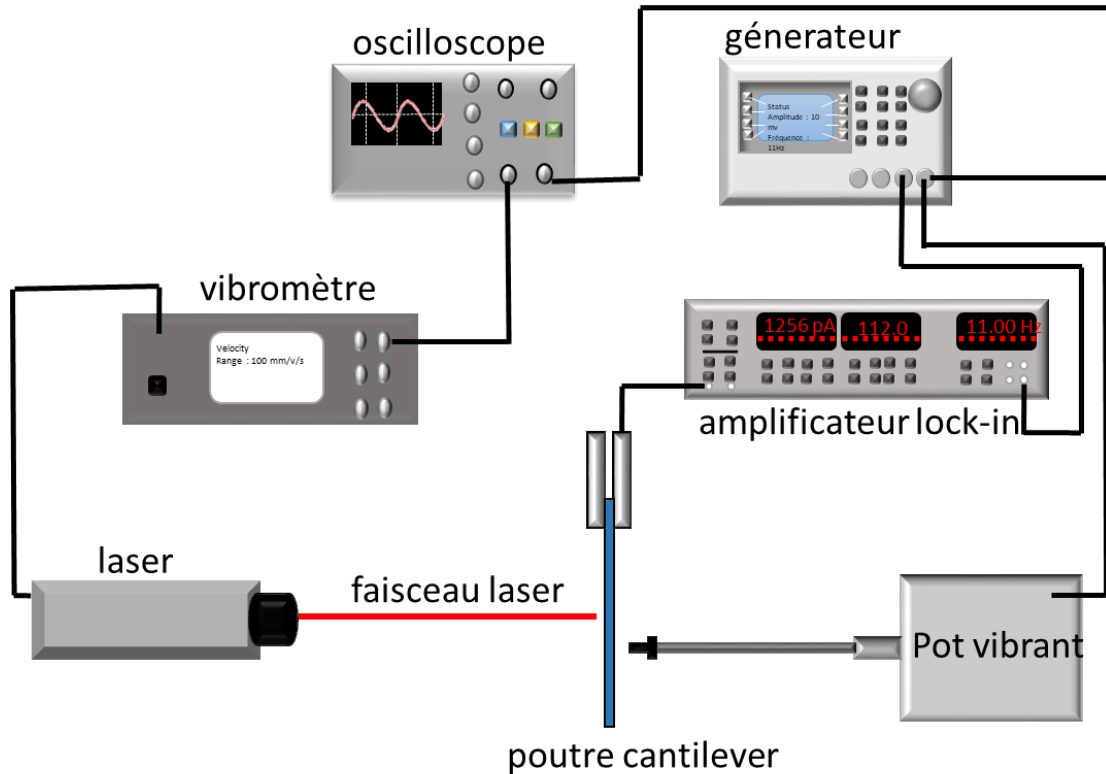 oscilloscope
génerateur
Status
Amplitude : 10
mv
Fréquence :
11Hz
vibromètre
Velocity
Range : 100 mm/v/s
1256 pA
112.0
11.00 Hz
amplificateur lock-in
laser
faisceau laser
Pot vibrant
poutre cantilever